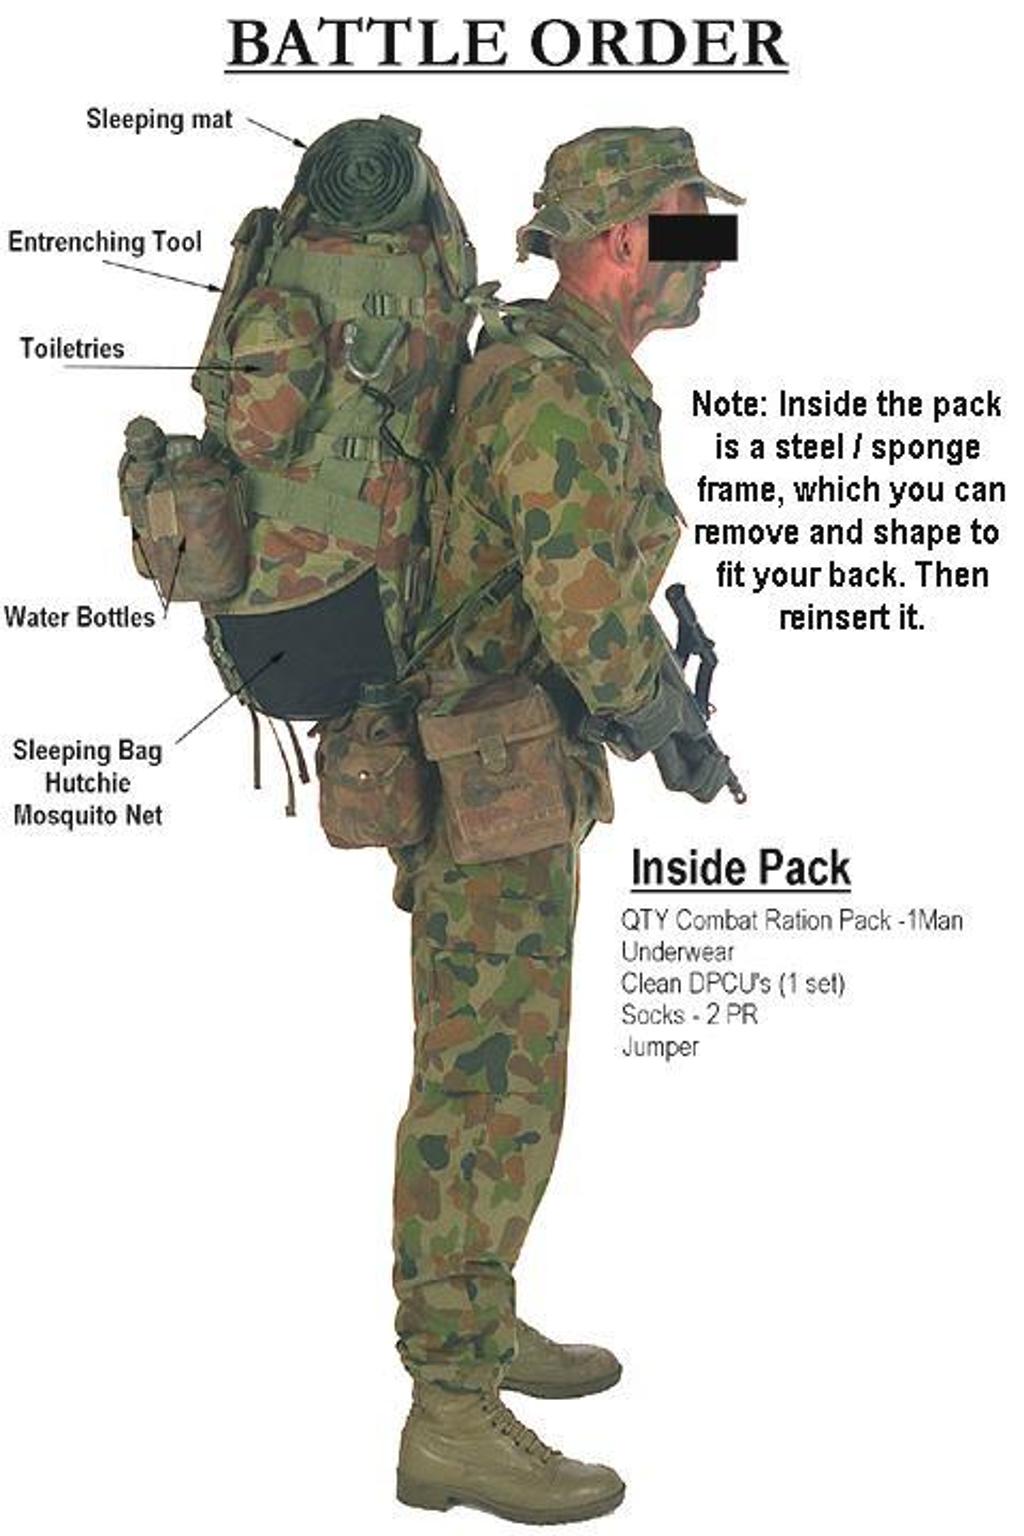 BATTLE ORDER
Sleeping mat
Entrenching Tool
Toiletries
Water Bottles
Sleeping Bag
Hutchie
Mosquito Net
Note: Inside the pack
is a steel / sponge
frame, which you can
remove and shape to
fit your back. Then
reinsert it.
Inside Pack
QTY Combat Ration Pack -1Man
Underwear
Clean DPCU's (1 set)
Socks - 2 PR
Jumper